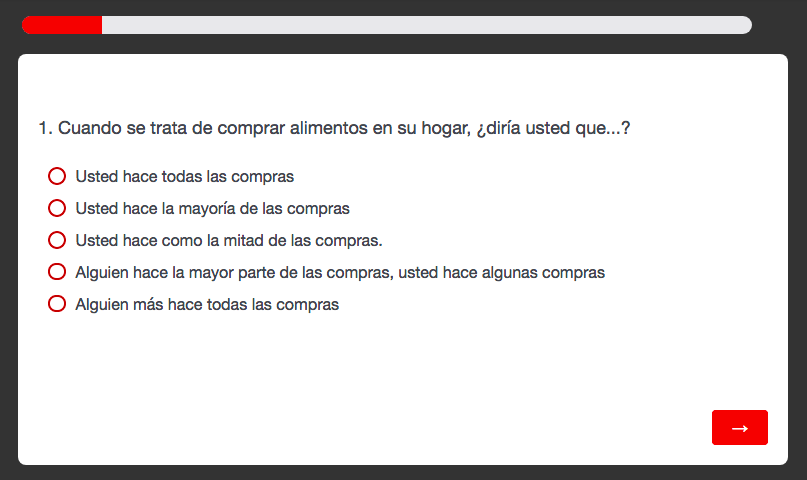 1. Cuando se trata de comprar alimentos en su hogar, ¿diría usted que...?
Usted hace todas las compras
Usted hace la mayoría de las compras
Usted hace como la mitad de las compras.
Alguien hace la mayor parte de las compras, usted hace algunas compras
Alguien más hace todas las compras
→